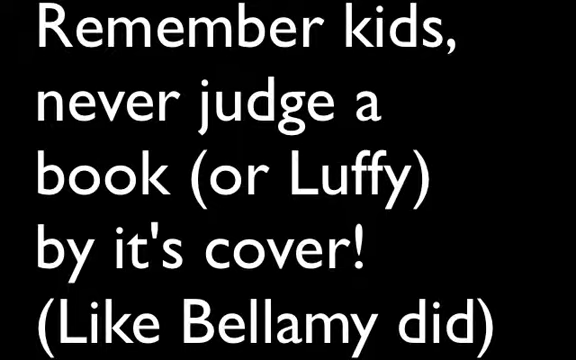 Remember kids,
never judge a
book (or Luffy)
by it's cover!
(Like Bellamy did)